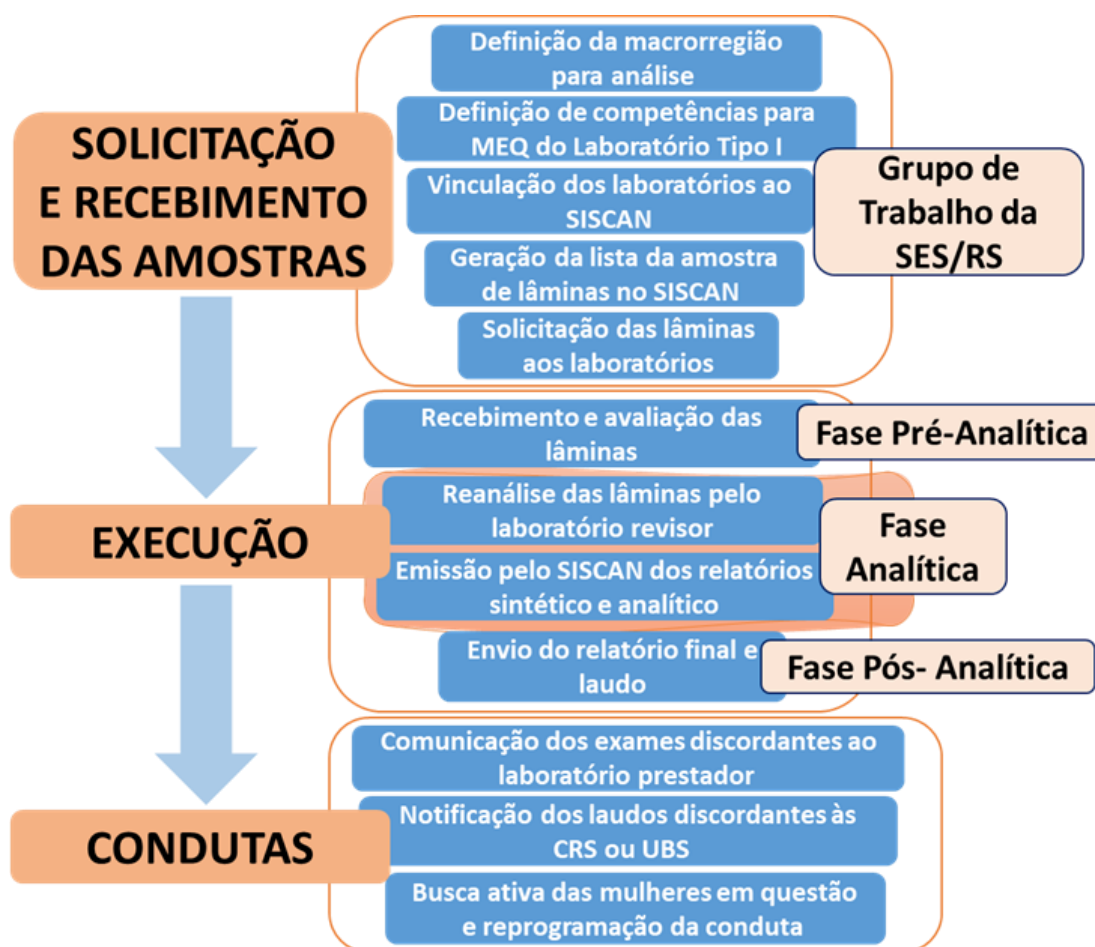 SOLICITAÇÃO
E RECEBIMENTO
DAS AMOSTRAS
Definição da macrorregião
para análise
Definição de competências para
MEQ do Laboratório Tipo I
Vinculação dos laboratórios ao
SISCAN
Geração da lista da amostra
de lâminas no SISCAN
Solicitação das lâminas
aos laboratórios
Grupo de
Trabalho da
SES/RS
EXECUÇÃO
Recebimento e avaliação das
lâminas
Fase Pré-Analítica
Reanálise das lâminas pelo
laboratório revisor
Emissão pelo SISCAN dos relatórios
sintético e analítico
Fase
Analítica
Envio do relatório final e
laudo
Fase Pós- Analítica
CONDUTAS
Comunicação dos exames discordantes ao
laboratório prestador
Notificação dos laudos discordantes às
CRS ou UBS
Busca ativa das mulheres em questão
e reprogramação da conduta